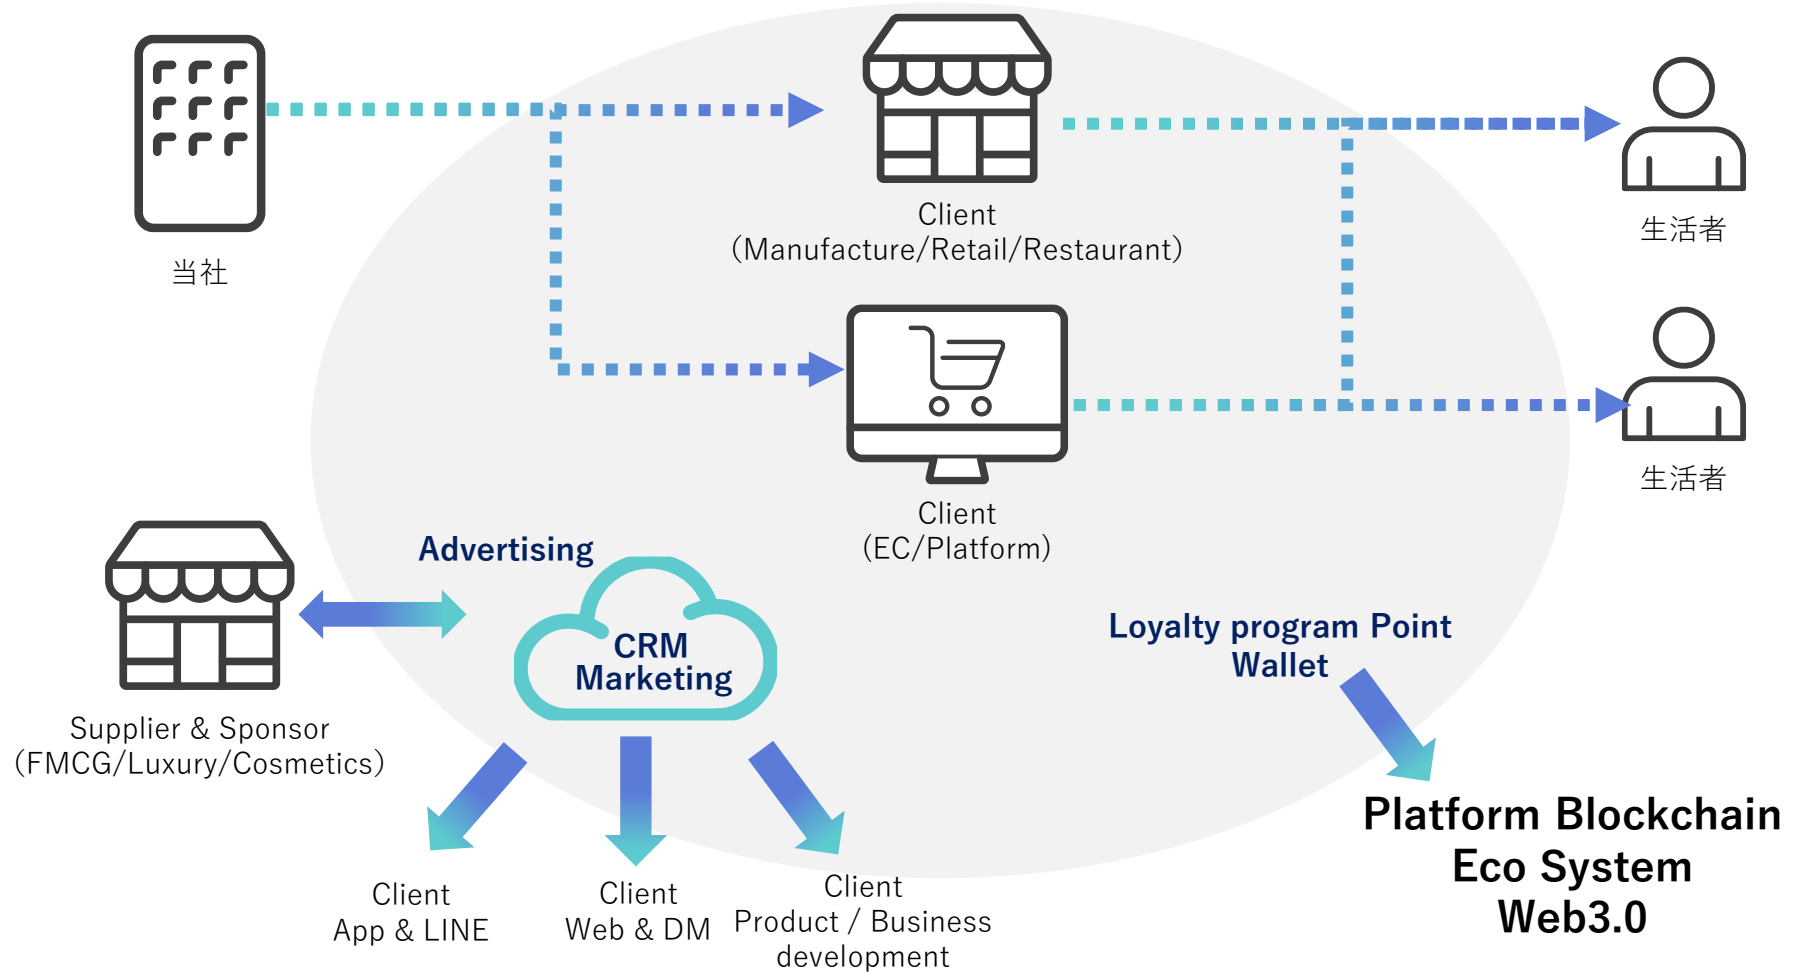 当社
Client
(Manufacture/Retail/Restaurant)
生活者
Client
(EC/Platform)
生活者
Advertising
CRM
Marketing
Supplier & Sponsor
(FMCG/Luxury/Cosmetics)
Loyalty program Point
Wallet
Client
App & LINE
Client
Web & DM
Client
Product / Business
development
Platform Blockchain
Eco System
Web3.0